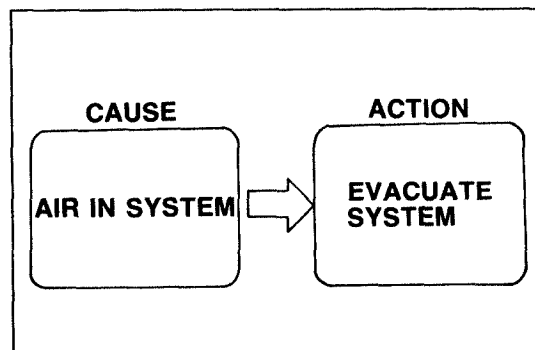 CAUSE
ACTION
AIR IN SYSTEM
EVACUATE
SYSTEM